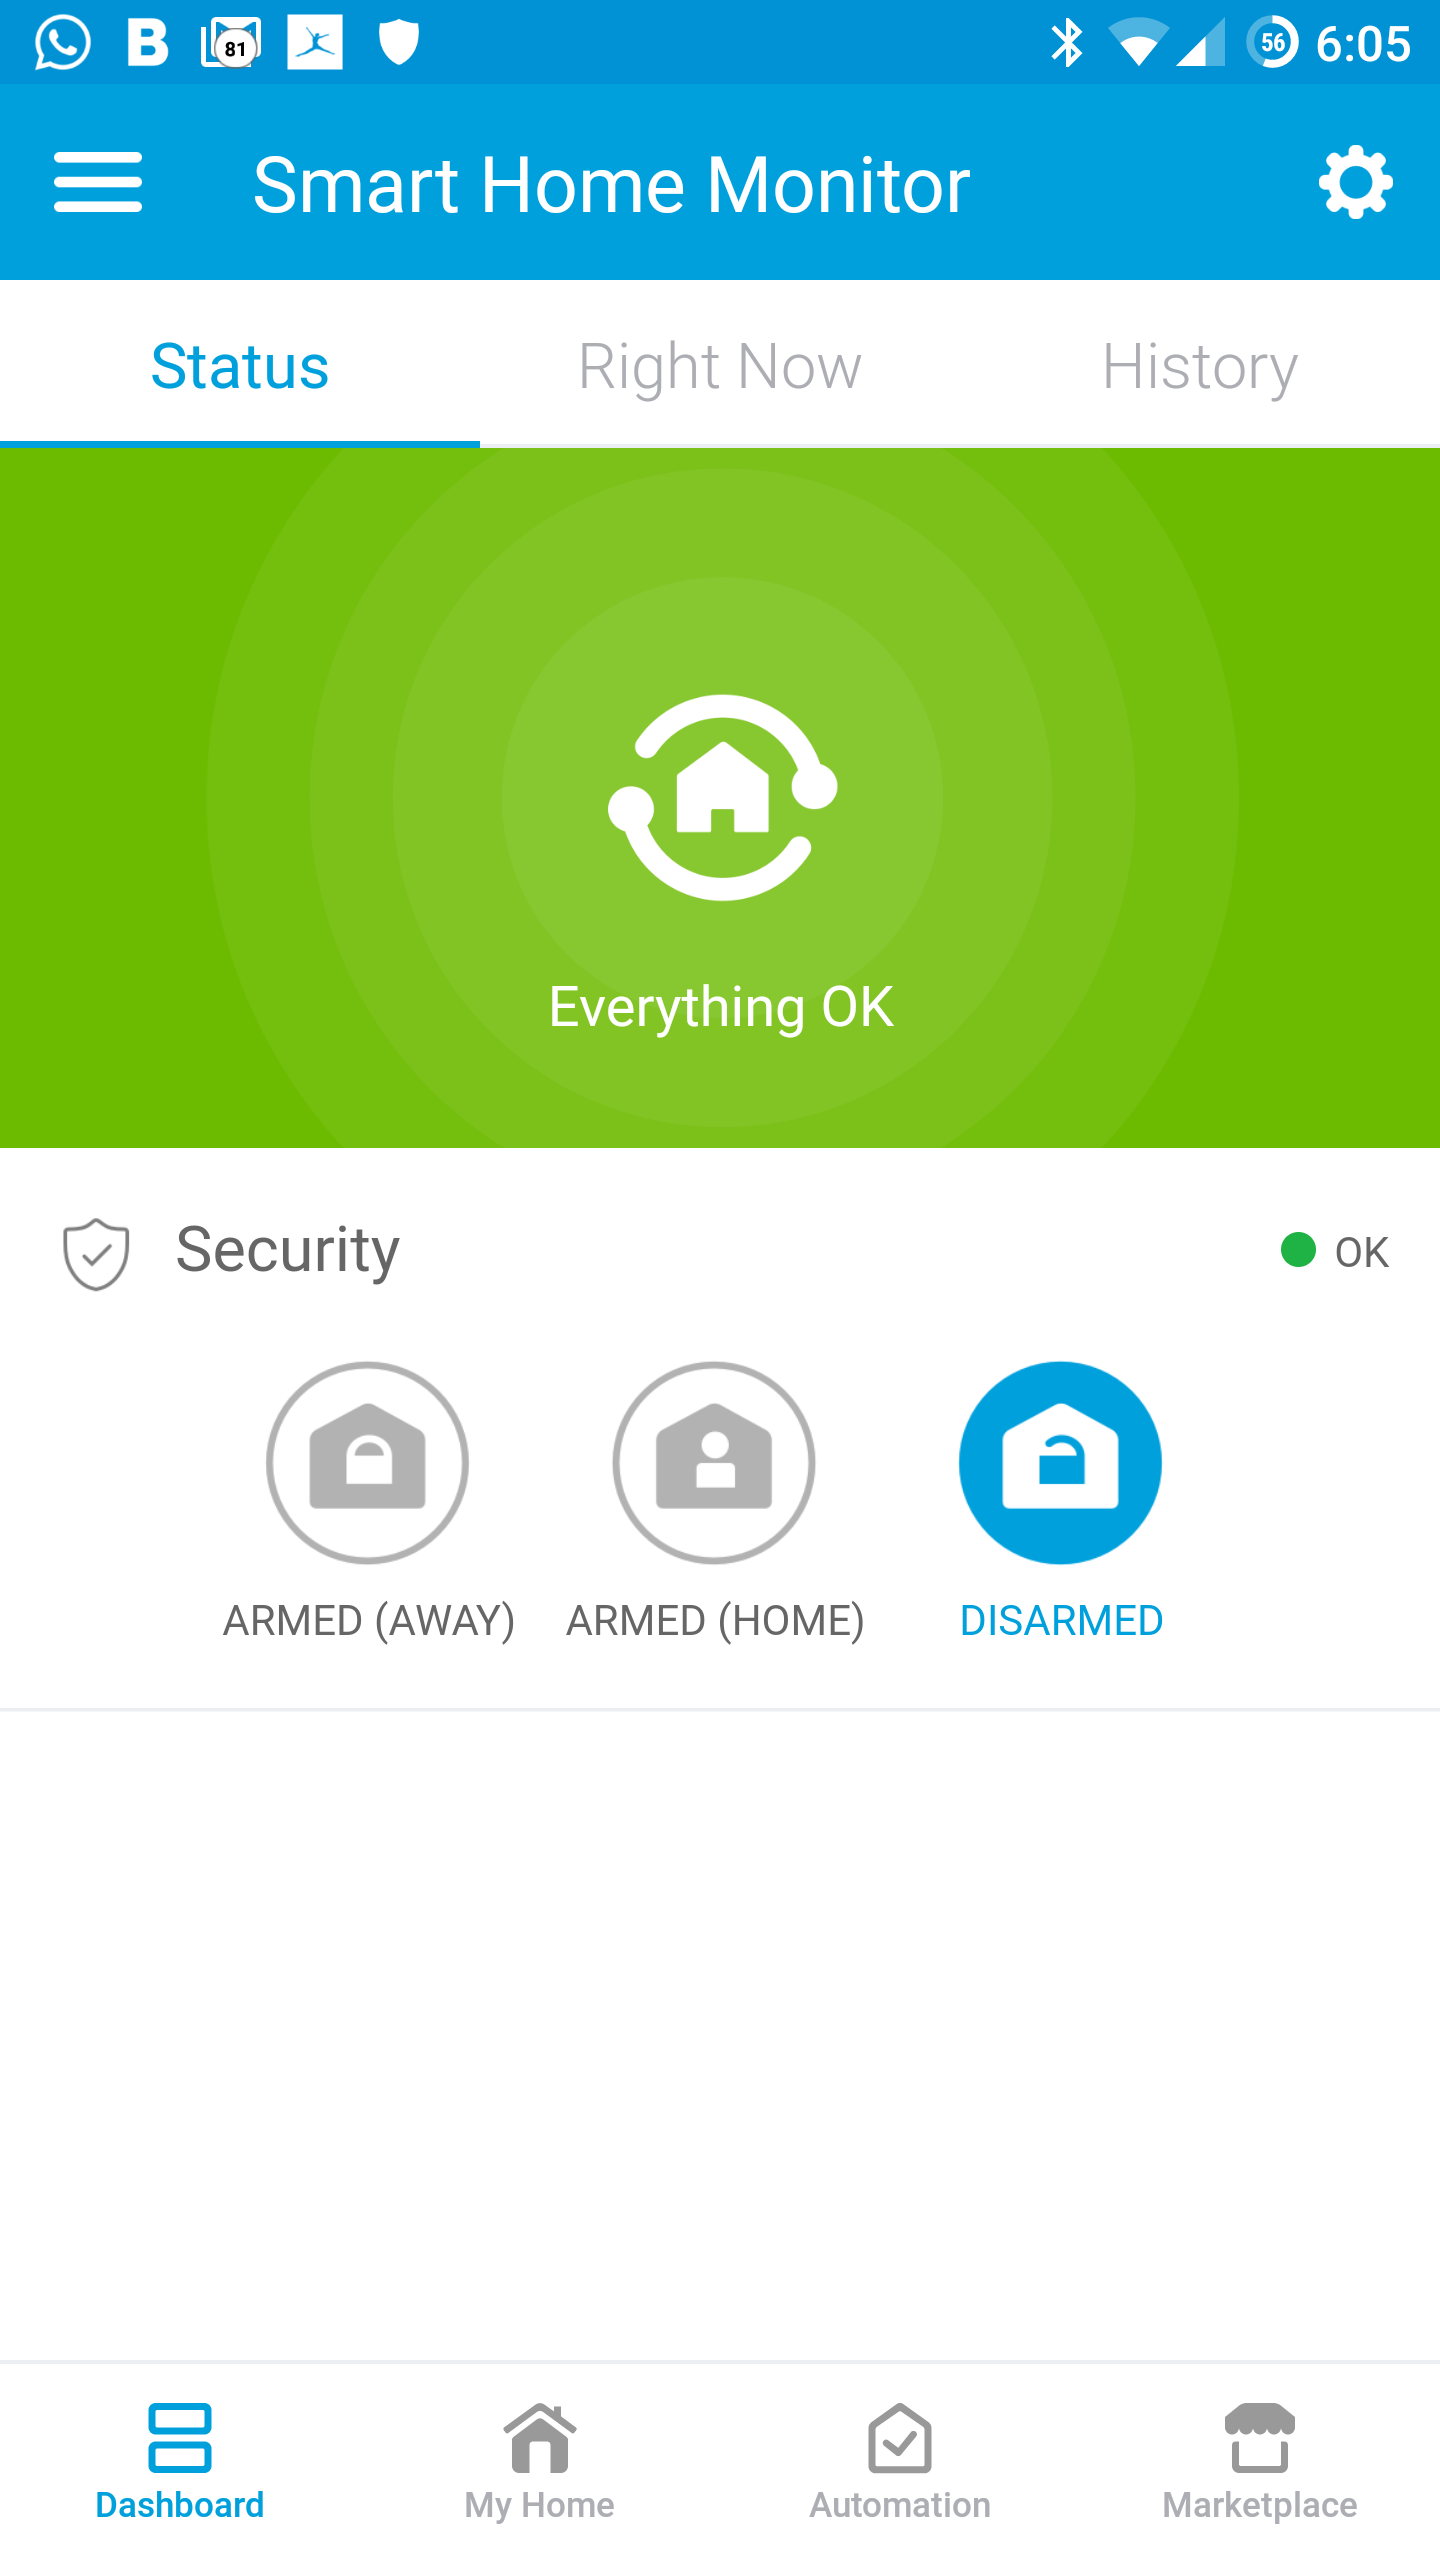 B 81 56 6:05
Smart Home Monitor
Status Right Now History
Everything OK
Security OK
ARMED (AWAY) ARMED (HOME) DISARMED
Dashboard My Home Automation Marketplace